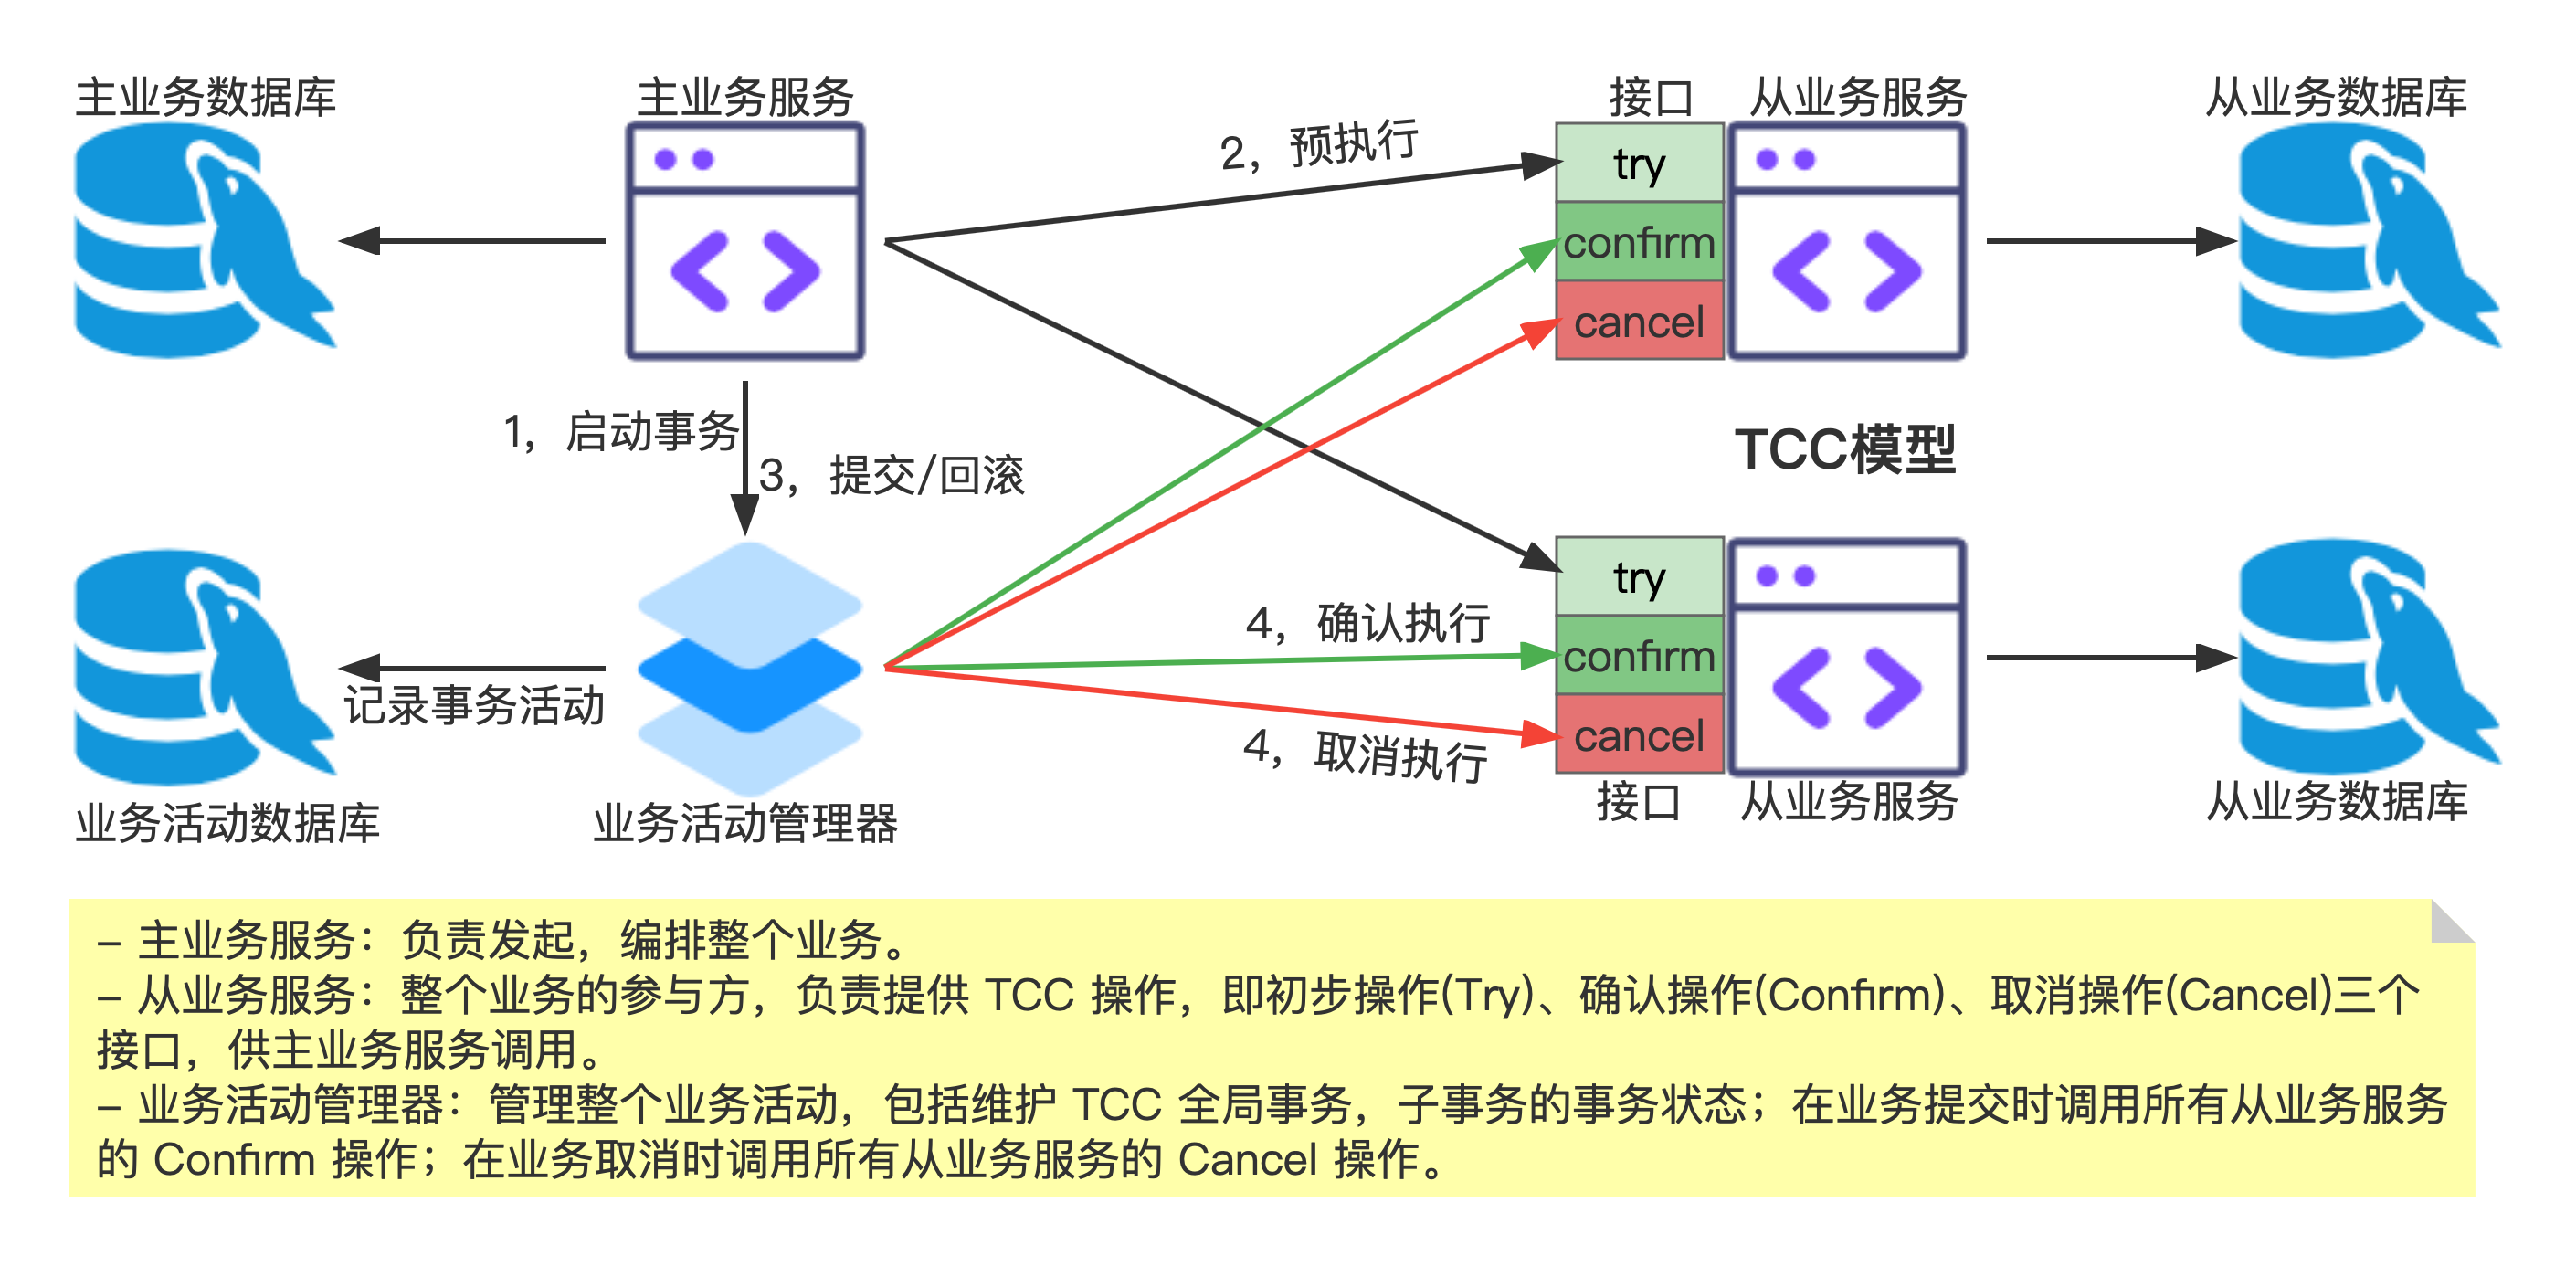 主业务数据库
主业务服务
接口
从业务服务
从业务数据库
2，预执行
try
confirm
cancel
1，启动事务
3，提交/回滚
TCC模型
try
confirm
cancel
4，确认执行
4，取消执行
记录事务活动
业务活动数据库
业务活动管理器
接口
从业务服务
从业务数据库
– 主业务服务：负责发起，编排整个业务。
– 从业务服务：整个业务的参与方，负责提供 TCC 操作，即初步操作(Try)、确认操作(Confirm)、取消操作(Cancel)三个
接口，供主业务服务调用。
– 业务活动管理器：管理整个业务活动，包括维护 TCC 全局事务，子事务的事务状态；在业务提交时调用所有从业务服务
的 Confirm 操作；在业务取消时调用所有从业务服务的 Cancel 操作。